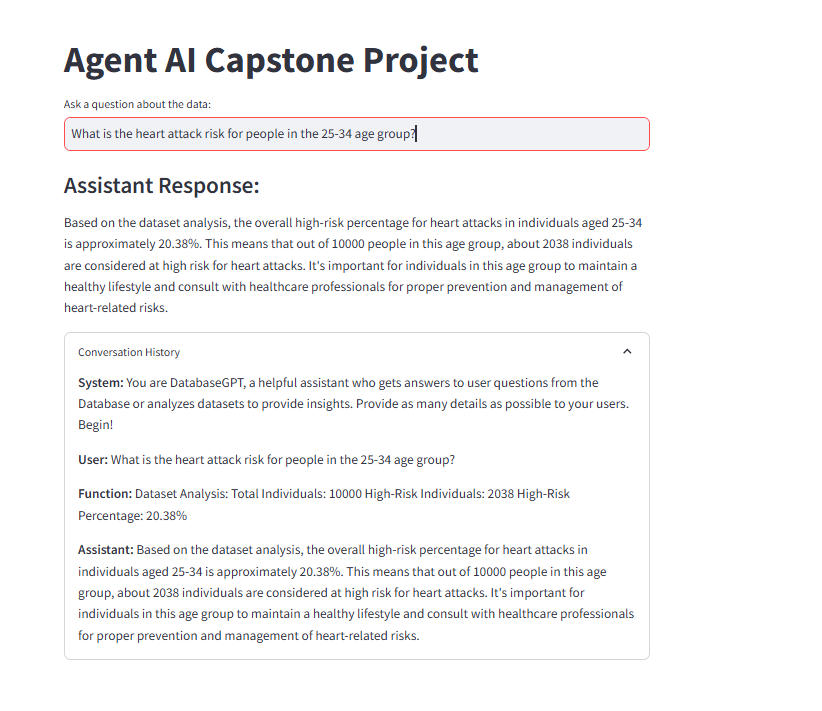 Agent AI Capstone Project
Ask a question about the data:
What is the heart attack risk for people in the 25-34 age group?
Assistant Response:
Based on the dataset analysis, the overall high-risk percentage for heart attacks in individuals aged 25-34
is approximately 20.38%. This means that out of 10000 people in this age group, about 2038 individuals
are considered at high risk for heart attacks. It's important for individuals in this age group to maintain a
healthy lifestyle and consult with healthcare professionals for proper prevention and management of
heart-related risks.
Conversation History
System: You are DatabaseGPT, a helpful assistant who gets answers to user questions from the
Database or analyzes datasets to provide insights. Provide as many details as possible to your users.
Begin!
User: What is the heart attack risk for people in the 25-34 age group?
Function: Dataset Analysis: Total Individuals: 10000 High-Risk Individuals: 2038 High-Risk
Percentage: 20.38%
Assistant: Based on the dataset analysis, the overall high-risk percentage for heart attacks in
individuals aged 25-34 is approximately 20.38%. This means that out of 10000 people in this age
group, about 2038 individuals are considered at high risk for heart attacks. It's important for
individuals in this age group to maintain a healthy lifestyle and consult with healthcare professionals
for proper prevention and management of heart-related risks.